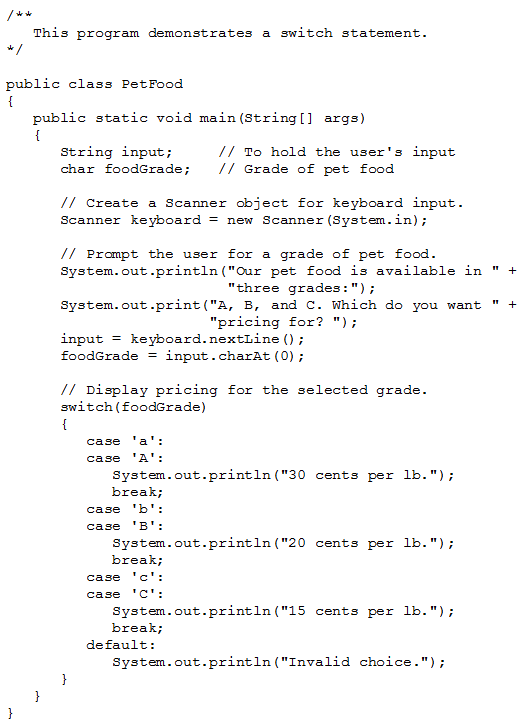 /**
   This program demonstrates a switch statement.
*/

public class PetFood
{
   public static void main(String[] args)
   {
      String input;     // To hold the user's input
      char foodGrade;   // Grade of pet food

      // Create a Scanner object for keyboard input.
      Scanner keyboard = new Scanner(System.in);

      // Prompt the user for a grade of pet food.
      System.out.println("Our pet food is available in " +
                         "three grades:");
      System.out.print("A, B, and C. Which do you want " +
                       "pricing for? ");
      input = keyboard.nextLine();
      foodGrade = input.charAt(0);

      // Display pricing for the selected grade.
      switch(foodGrade)
      {
         case 'a':
         case 'A':
            System.out.println("30 cents per lb.");
            break;
         case 'b':
         case 'B':
            System.out.println("20 cents per lb.");
            break;
         case 'c':
         case 'C':
            System.out.println("15 cents per lb.");
            break;
         default:
            System.out.println("Invalid choice.");
      }
   }
}